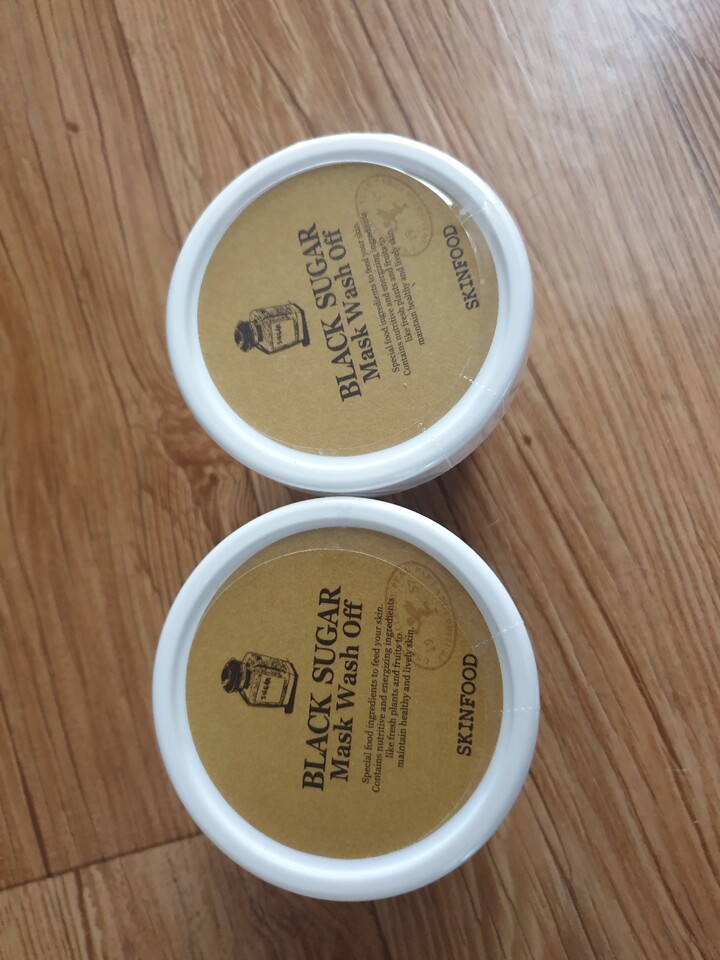 SUGAR
BLACK SUGAR
Mask Wash Off
Special food ingredients to feed your skin.
Contains nutritive and energizing ingredients
like fresh plants and fruits to
maintain healthy and lively skin.
SKINFOOD
SUGAR
BLACK SUGAR
Mask Wash Off
Special food ingredients to feed your skin.
Contains nutritive and energizing ingredients
like fresh plants and fruits to
maintain healthy and lively skin.
SKINFOOD